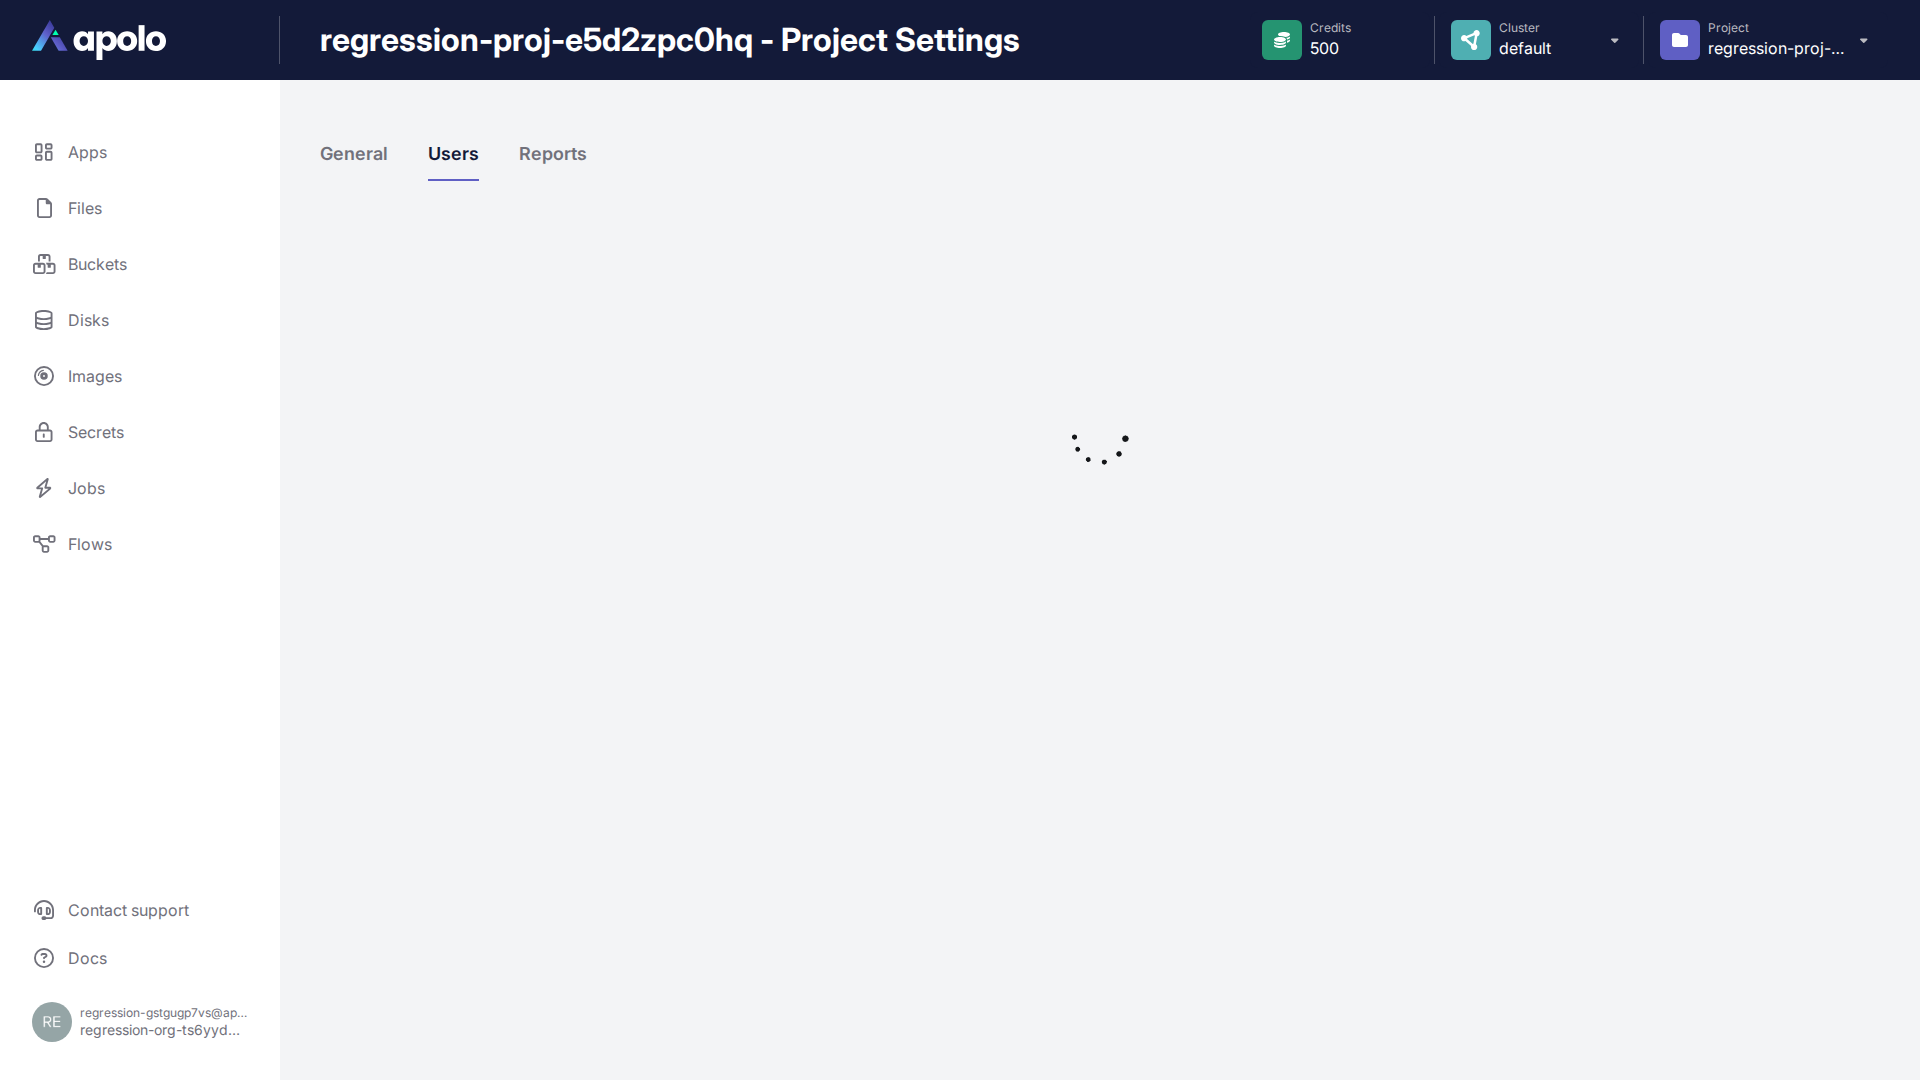 apolo
regression-proj-e5d2zpc0hq - Project Settings
Credits
500
Cluster
default
Project
regression-proj-...
Apps
Files
Buckets
Disks
Images
Secrets
Jobs
Flows
General
Users
Reports
Contact support
Docs
RE
regression-gstgugp7vs@ap...
regression-org-ts6yyd...